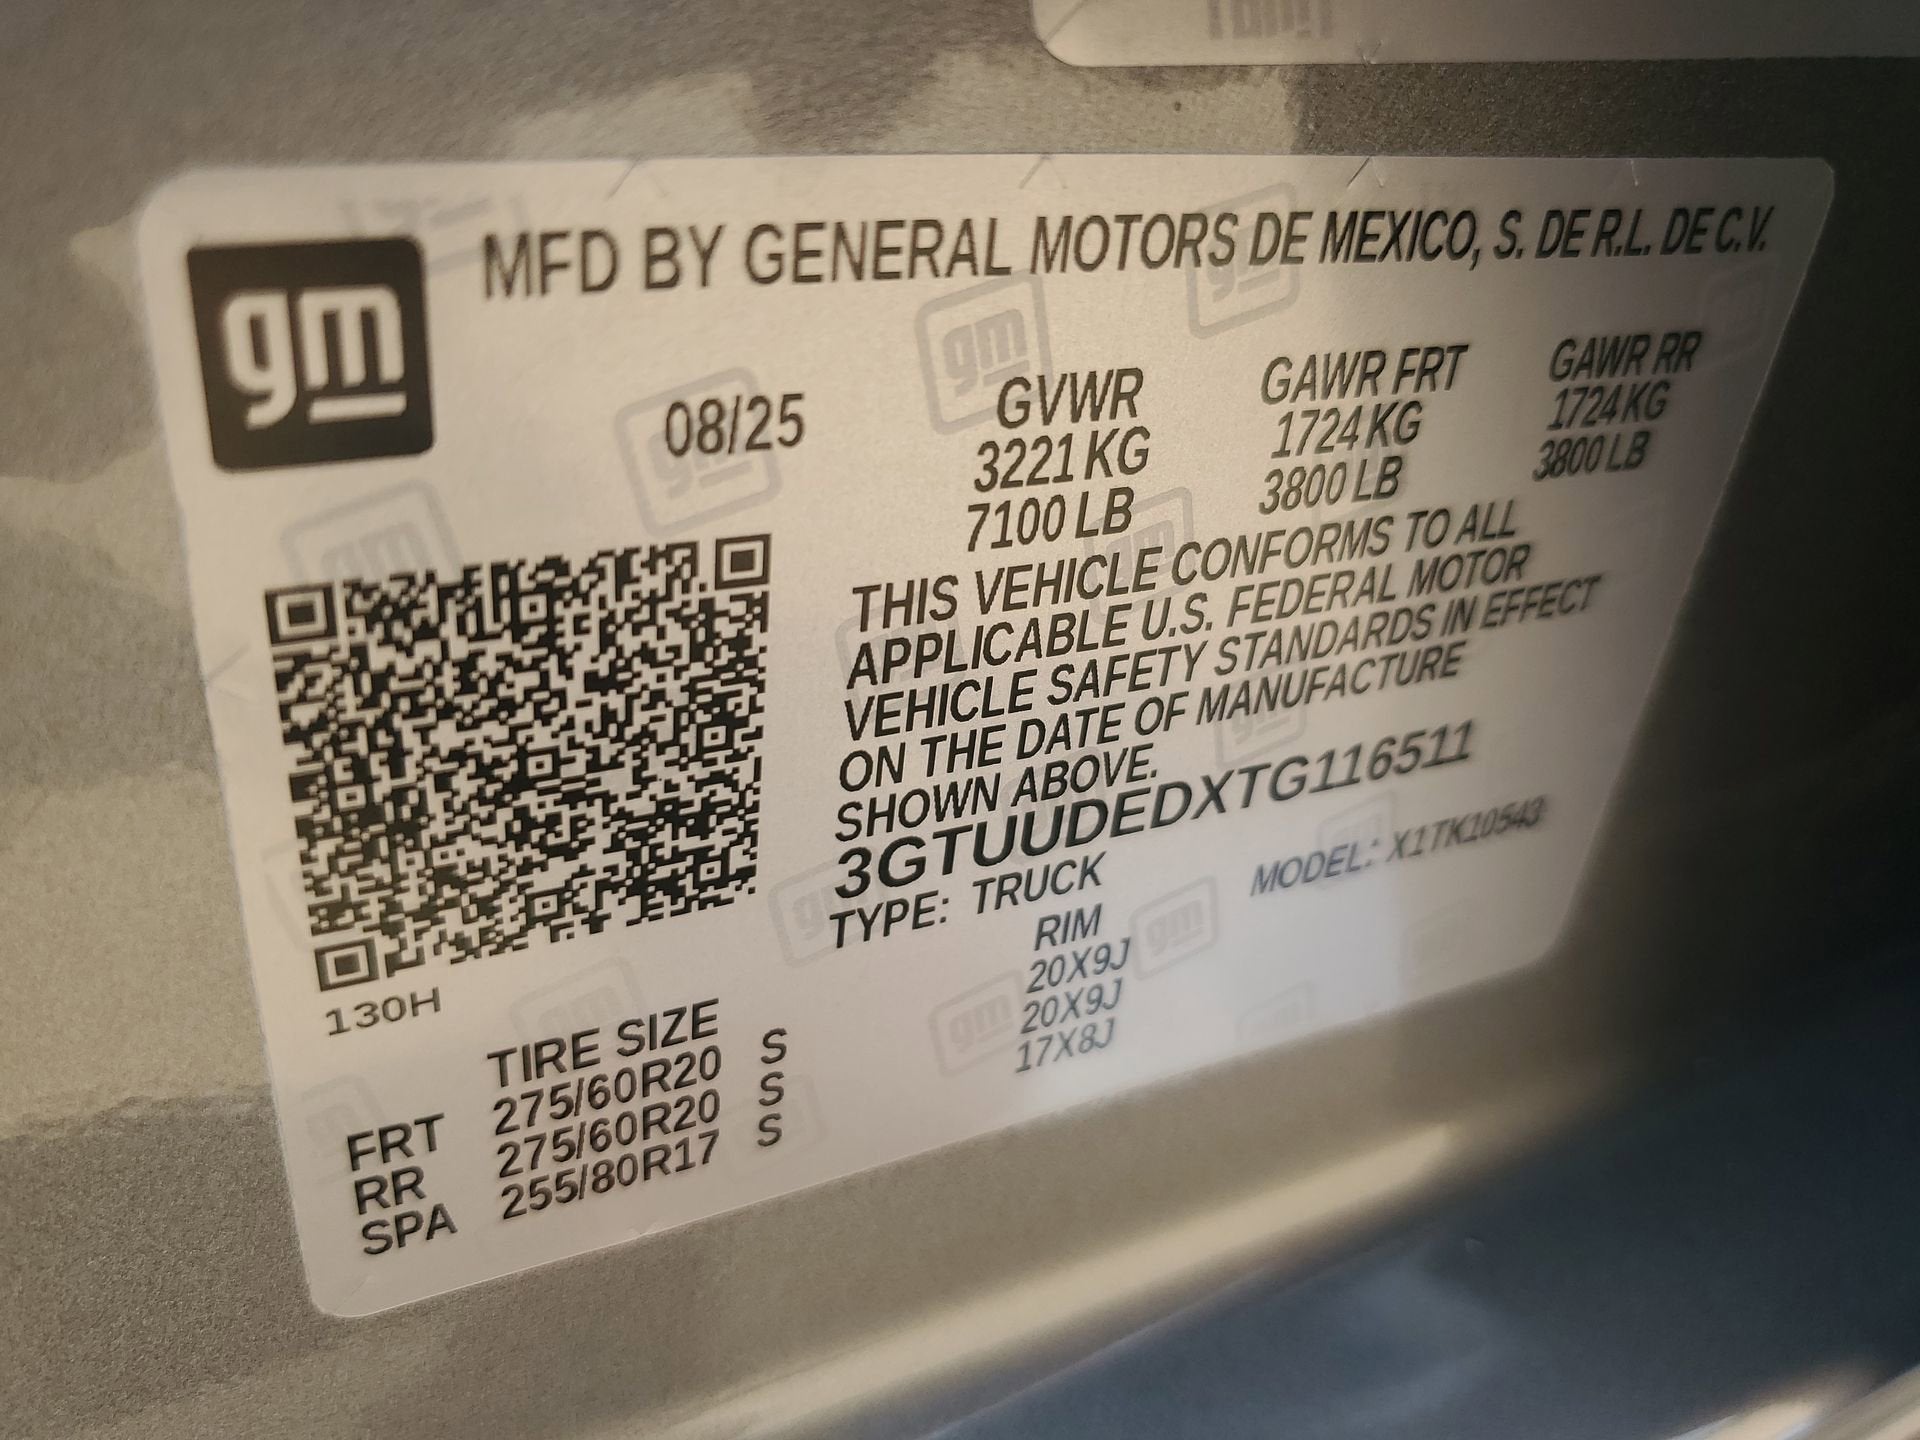 gm
MFD BY GENERAL MOTORS DE MEXICO, S. DE R.L. DE C.V.
08/25
GVWR GAWR FRT GAWR RR
3221 KG 1724 KG 1724 KG
7100 LB 3800 LB 3800 LB
THIS VEHICLE CONFORMS TO ALL
APPLICABLE U.S. FEDERAL MOTOR
VEHICLE SAFETY STANDARDS IN EFFECT
ON THE DATE OF MANUFACTURE
SHOWN ABOVE.
3GTUUDEDXTG116511
TYPE: TRUCK MODEL: X1TK10543
130H
TIRE SIZE RIM
FRT 275/60R20 S 20X9J
RR 275/60R20 S 20X9J
SPA 255/80R17 S 17X8J